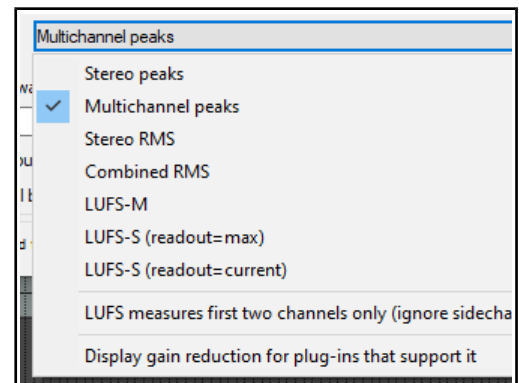 Multichannel peaks
Stereo peaks
Multichannel peaks
Stereo RMS
Combined RMS
LUFS-M
LUFS-S (readout=max)
LUFS-S (readout=current)
LUFS measures first two channels only (ignore sidecha
Display gain reduction for plug-ins that support it